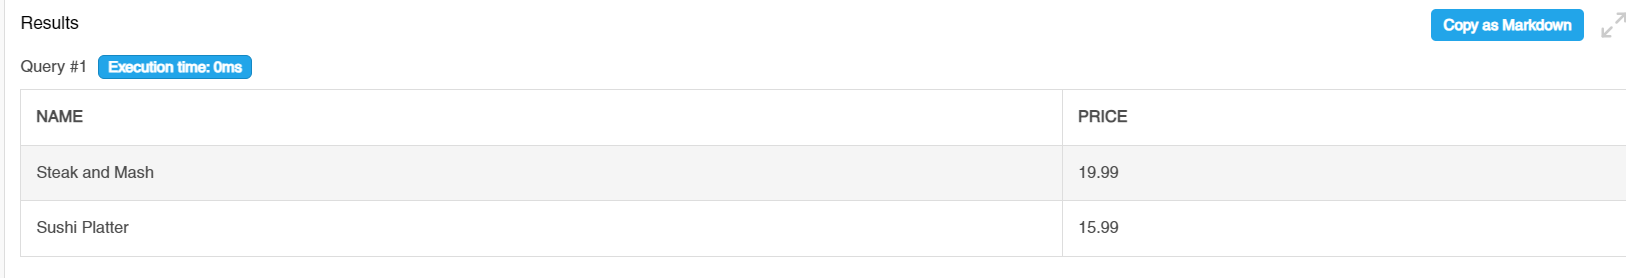 Results
Copy as Markdown
Query #1 Execution time: 0ms
NAME PRICE
Steak and Mash 19.99
Sushi Platter 15.99